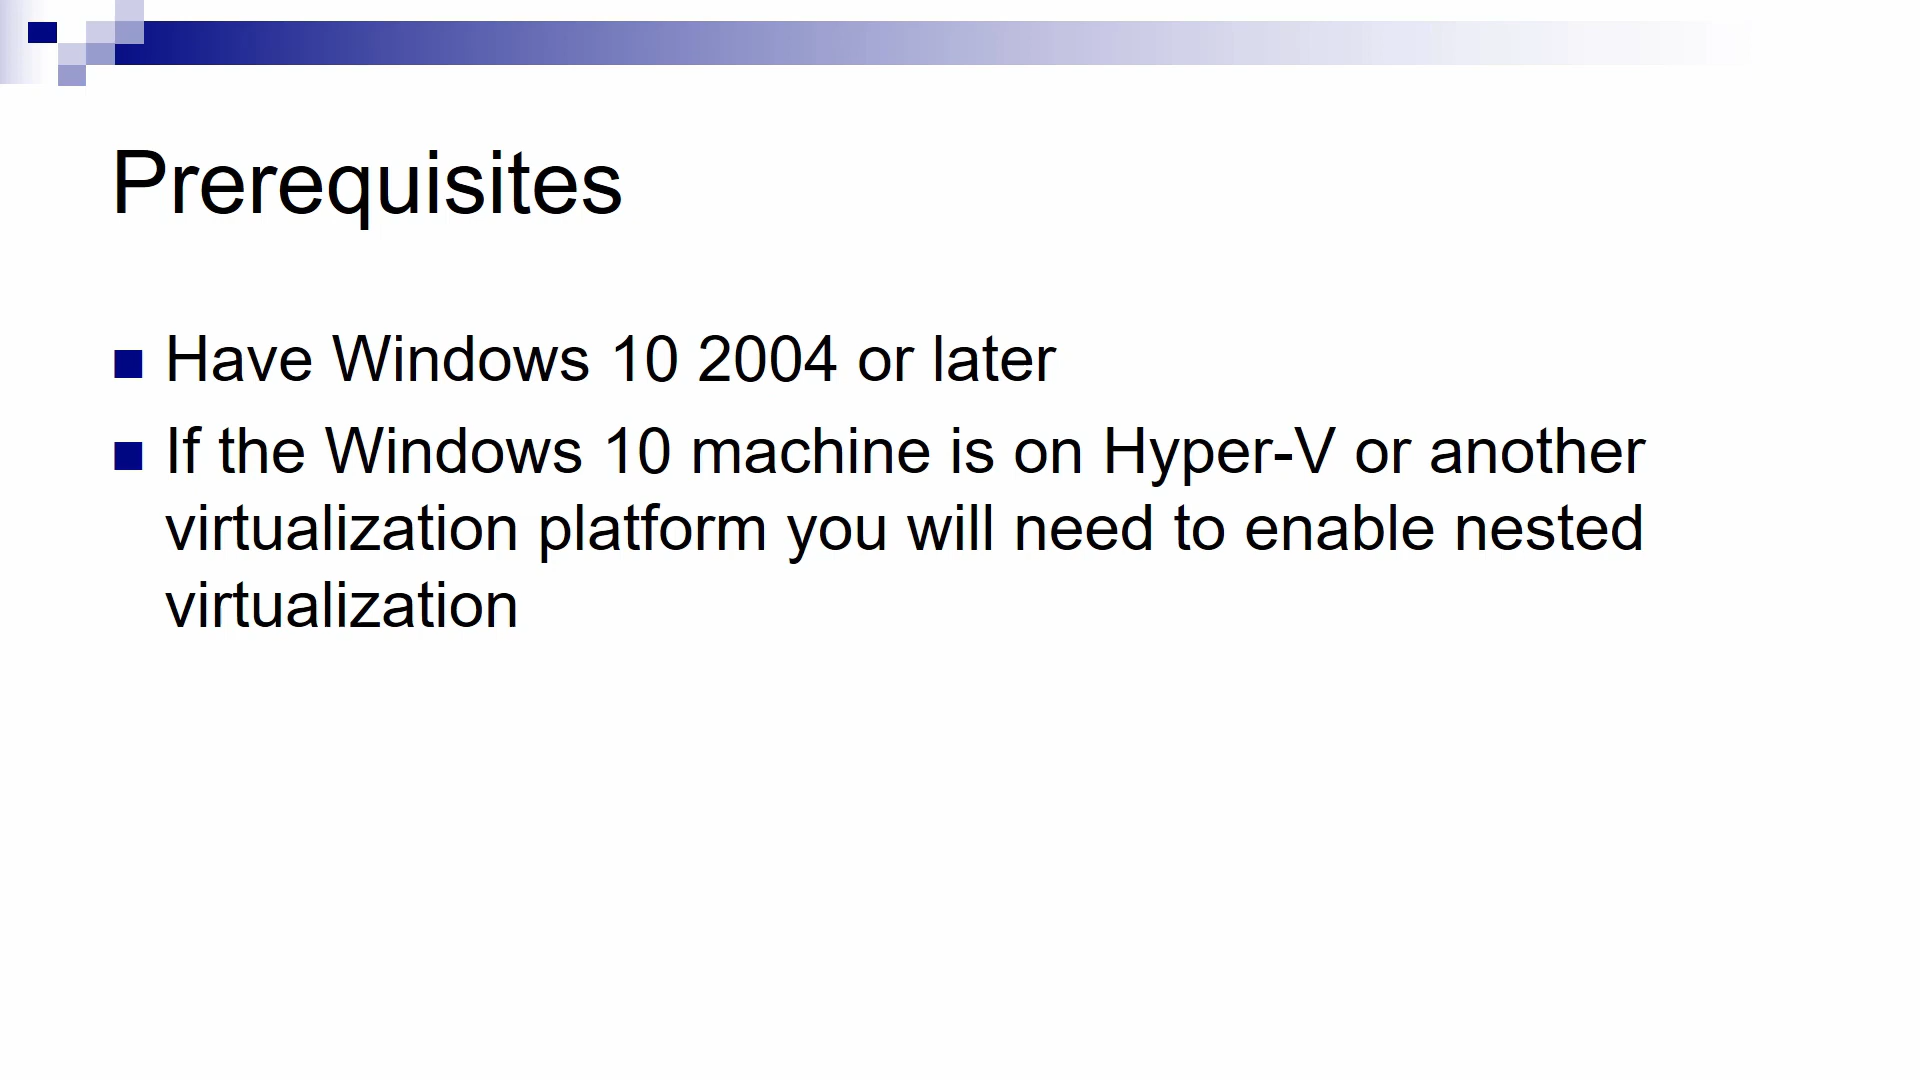 Prerequisites
Have Windows 10 2004 or later
If the Windows 10 machine is on Hyper-V or another
virtualization platform you will need to enable nested
virtualization